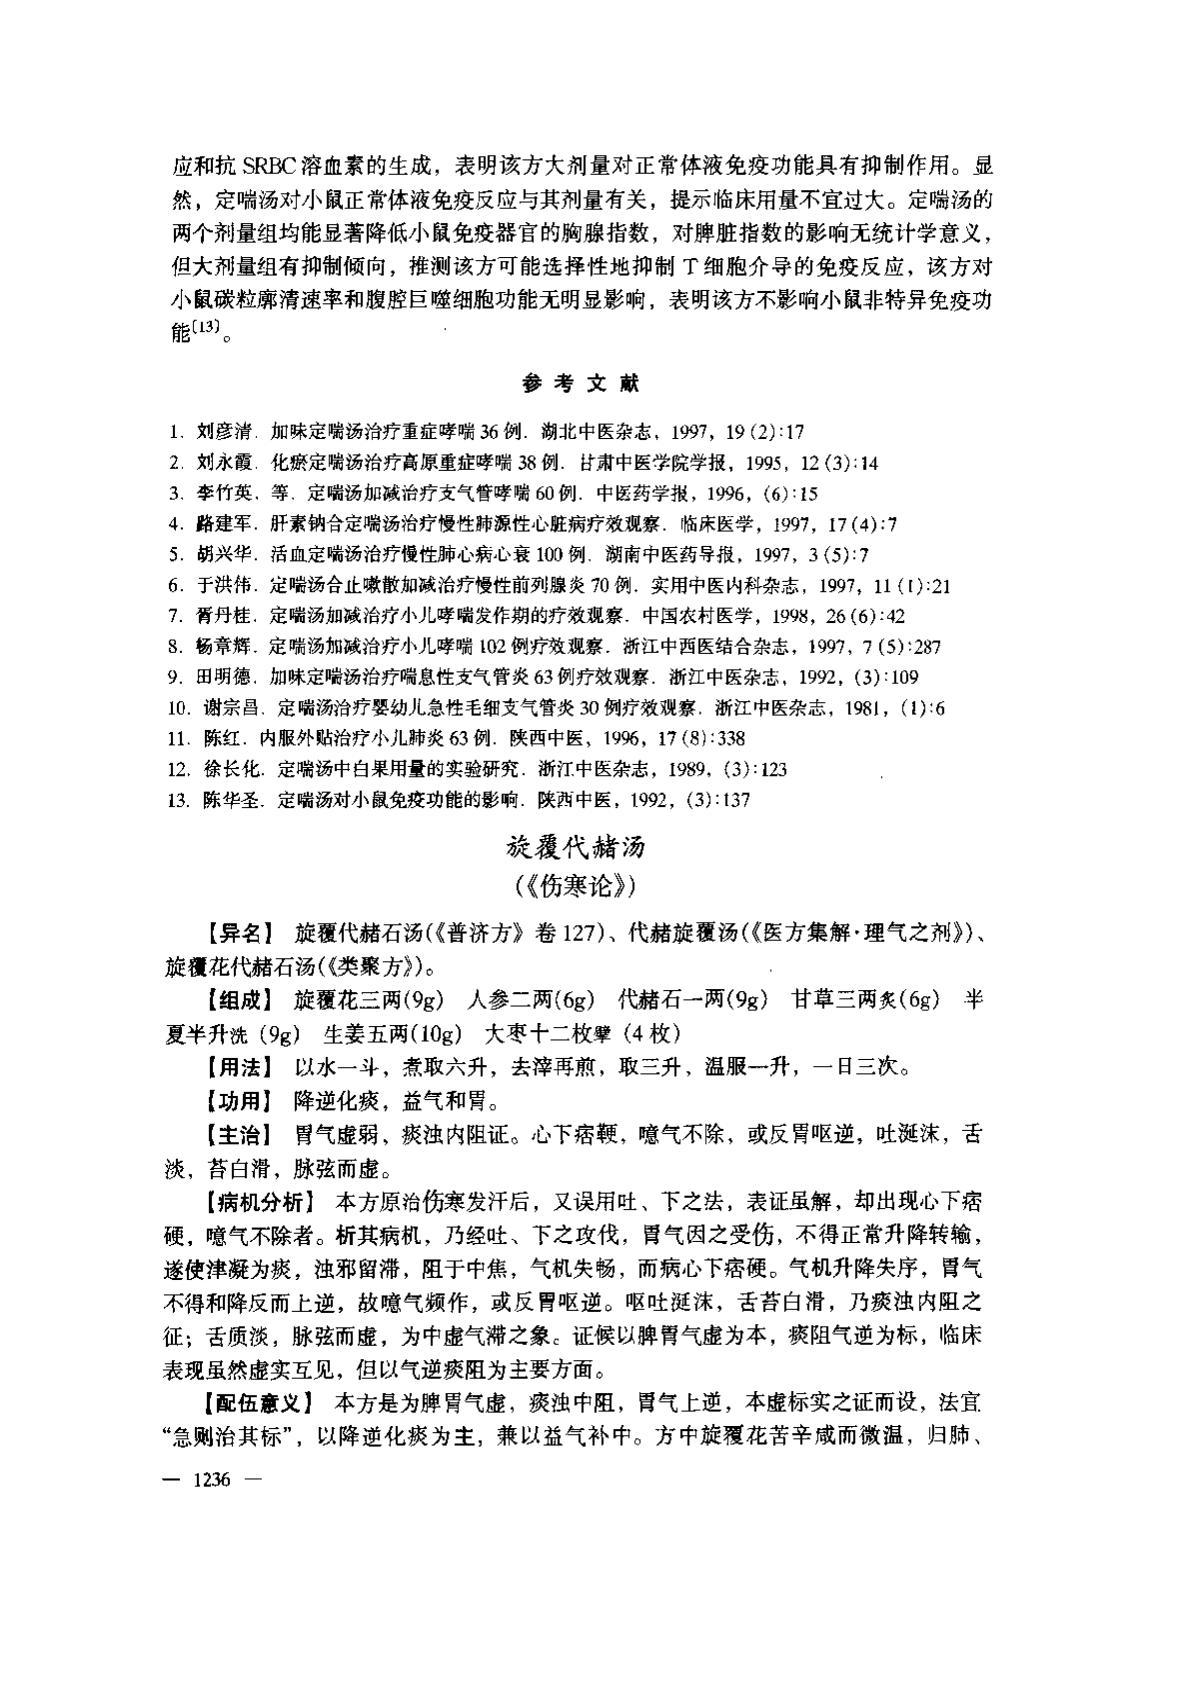 应和抗 SRBC 溶血素的生成，表明该方大剂量对正常体液免疫功能具有抑制作用。显
然，定喘汤对小鼠正常体液免疫反应与其剂量有关，提示临床用量不宜过大。定喘汤的
两个剂量组均能显著降低小鼠免疫器官的胸腺指数，对脾脏指数的影响无统计学意义，
但大剂量组有抑制倾向，推测该方可能选择性地抑制 T 细胞介导的免疫反应，该方对
小鼠碳粒廓清速率和腹腔巨噬细胞功能无明显影响，表明该方不影响小鼠非特异免疫功
能〔13〕。
参 考 文 献
1. 刘彦清. 加味定喘汤治疗重症哮喘 36 例. 湖北中医杂志，1997，19 (2):17
2. 刘永霞. 化瘀定喘汤治疗高原重症哮喘 38 例. 甘肃中医学院学报，1995，12 (3):14
3. 李竹英，等. 定喘汤加减治疗支气管哮喘 60 例. 中医药学报，1996，(6):15
4. 路建军. 肝素钠合定喘汤治疗慢性肺源性心脏病疗效观察. 临床医学，1997，17 (4):7
5. 胡兴华. 活血定喘汤治疗慢性肺心病心衰 100 例. 湖南中医药导报，1997，3 (5):7
6. 于洪伟. 定喘汤合止嗽散加减治疗慢性前列腺炎 70 例. 实用中医内科杂志，1997，11 (1):21
7. 胥丹桂. 定喘汤加减治疗小儿哮喘发作期的疗效观察. 中国农村医学，1998，26 (6):42
8. 杨章辉. 定喘汤加减治疗小儿哮喘 102 例疗效观察. 浙江中西医结合杂志，1997，7 (5):287
9. 田明德. 加味定喘汤治疗喘息性支气管炎 63 例疗效观察. 浙江中医杂志，1992，(3):109
10. 谢宗昌. 定喘汤治疗婴幼儿急性毛细支气管炎 30 例疗效观察. 浙江中医杂志，1981，(1):6
11. 陈红. 内服外贴治疗小儿肺炎 63 例. 陕西中医，1996，17 (8):338
12. 徐长化. 定喘汤中白果用量的实验研究. 浙江中医杂志，1989，(3):123
13. 陈华圣. 定喘汤对小鼠免疫功能的影响. 陕西中医，1992，(3):137
旋覆代赭汤
(《伤寒论》)
【异名】 旋覆代赭石汤(《普济方》卷 127)、代赭旋覆汤(《医方集解·理气之剂》)、
旋覆花代赭石汤(《类聚方》)。
【组成】 旋覆花三两(9g) 人参二两(6g) 代赭石一两(9g) 甘草三两炙(6g) 半
夏半升洗 (9g) 生姜五两(10g) 大枣十二枚擘 (4 枚)
【用法】 以水一斗，煮取六升，去滓再煎，取三升，温服一升，一日三次。
【功用】 降逆化痰，益气和胃。
【主治】 胃气虚弱，痰浊内阻证。心下痞鞕，噫气不除，或反胃呕逆，吐涎沫，舌
淡，苔白滑，脉弦而虚。
【病机分析】 本方原治伤寒发汗后，又误用吐、下之法，表证虽解，却出现心下痞
硬，噫气不除者。析其病机，乃经吐、下之攻伐，胃气因之受伤，不得正常升降转输，
遂使津凝为痰，浊邪留滞，阻于中焦，气机失畅，而病心下痞硬。气机升降失序，胃气
不得和降反而上逆，故噫气频作，或反胃呕逆。呕吐涎沫，舌苔白滑，乃痰浊内阻之
征；舌质淡，脉弦而虚，为中虚气滞之象。证候以脾胃气虚为本，痰阻气逆为标，临床
表现虽然虚实互见，但以气逆痰阻为主要方面。
【配伍意义】 本方是为脾胃气虚，痰浊中阻，胃气上逆，本虚标实之证而设，法宜
“急则治其标”，以降逆化痰为主，兼以益气补中。方中旋覆花苦辛咸而微温，归肺、
— 1236 —